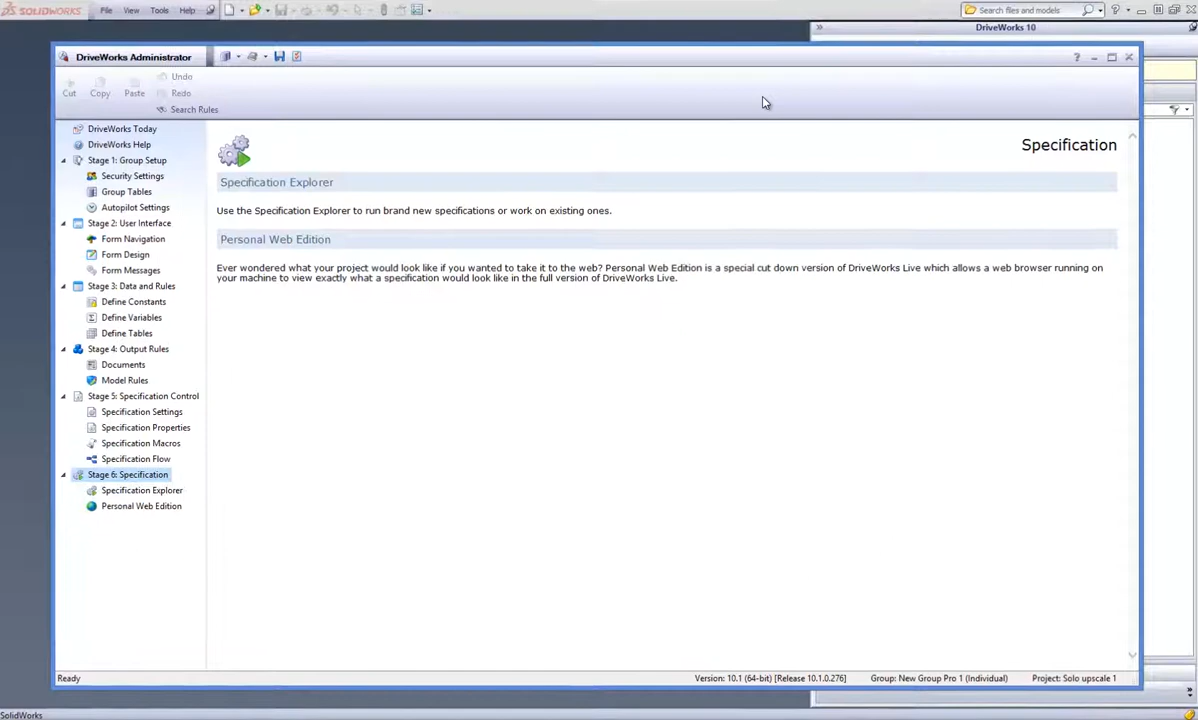 SOLIDWORKS File View Tools Help Search files and models
DriveWorks 10
DriveWorks Administrator
Cut Copy Paste
Undo
Redo
Search Rules
DriveWorks Today
DriveWorks Help
Stage 1: Group Setup
Security Settings
Group Tables
Autopilot Settings
Stage 2: User Interface
Form Navigation
Form Design
Form Messages
Stage 3: Data and Rules
Define Constants
Define Variables
Define Tables
Stage 4: Output Rules
Documents
Model Rules
Stage 5: Specification Control
Specification Settings
Specification Properties
Specification Macros
Specification Flow
Stage 6: Specification
Specification Explorer
Personal Web Edition
Specification
Specification Explorer
Use the Specification Explorer to run brand new specifications or work on existing ones.
Personal Web Edition
Ever wondered what your project would look like if you wanted to take it to the web? Personal Web Edition is a special cut down version of DriveWorks Live which allows a web browser running on
your machine to view exactly what a specification would look like in the full version of DriveWorks Live.
Ready Version: 10.1 (64-bit) [Release 10.1.0.276] Group: New Group Pro 1 (Individual) Project: Solo upscale 1
SolidWorks